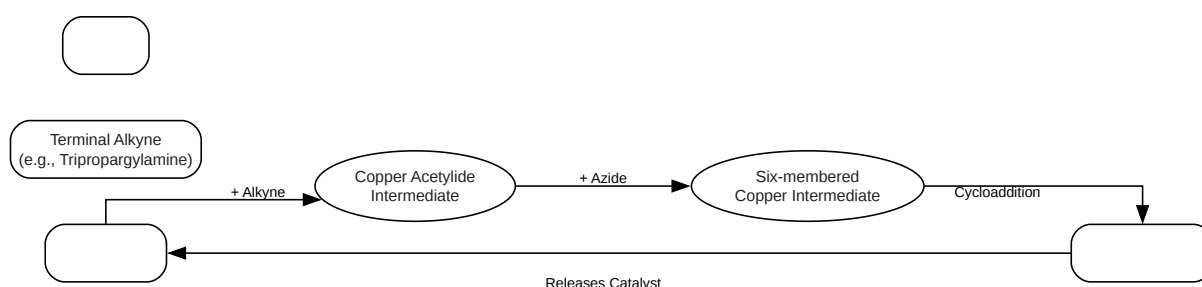 Terminal Alkyne
(e.g., Tripropargylamine)
+ Alkyne
Copper Acetylide
Intermediate
+ Azide
Six-membered
Copper Intermediate
Cycloaddition
Releases Catalyst